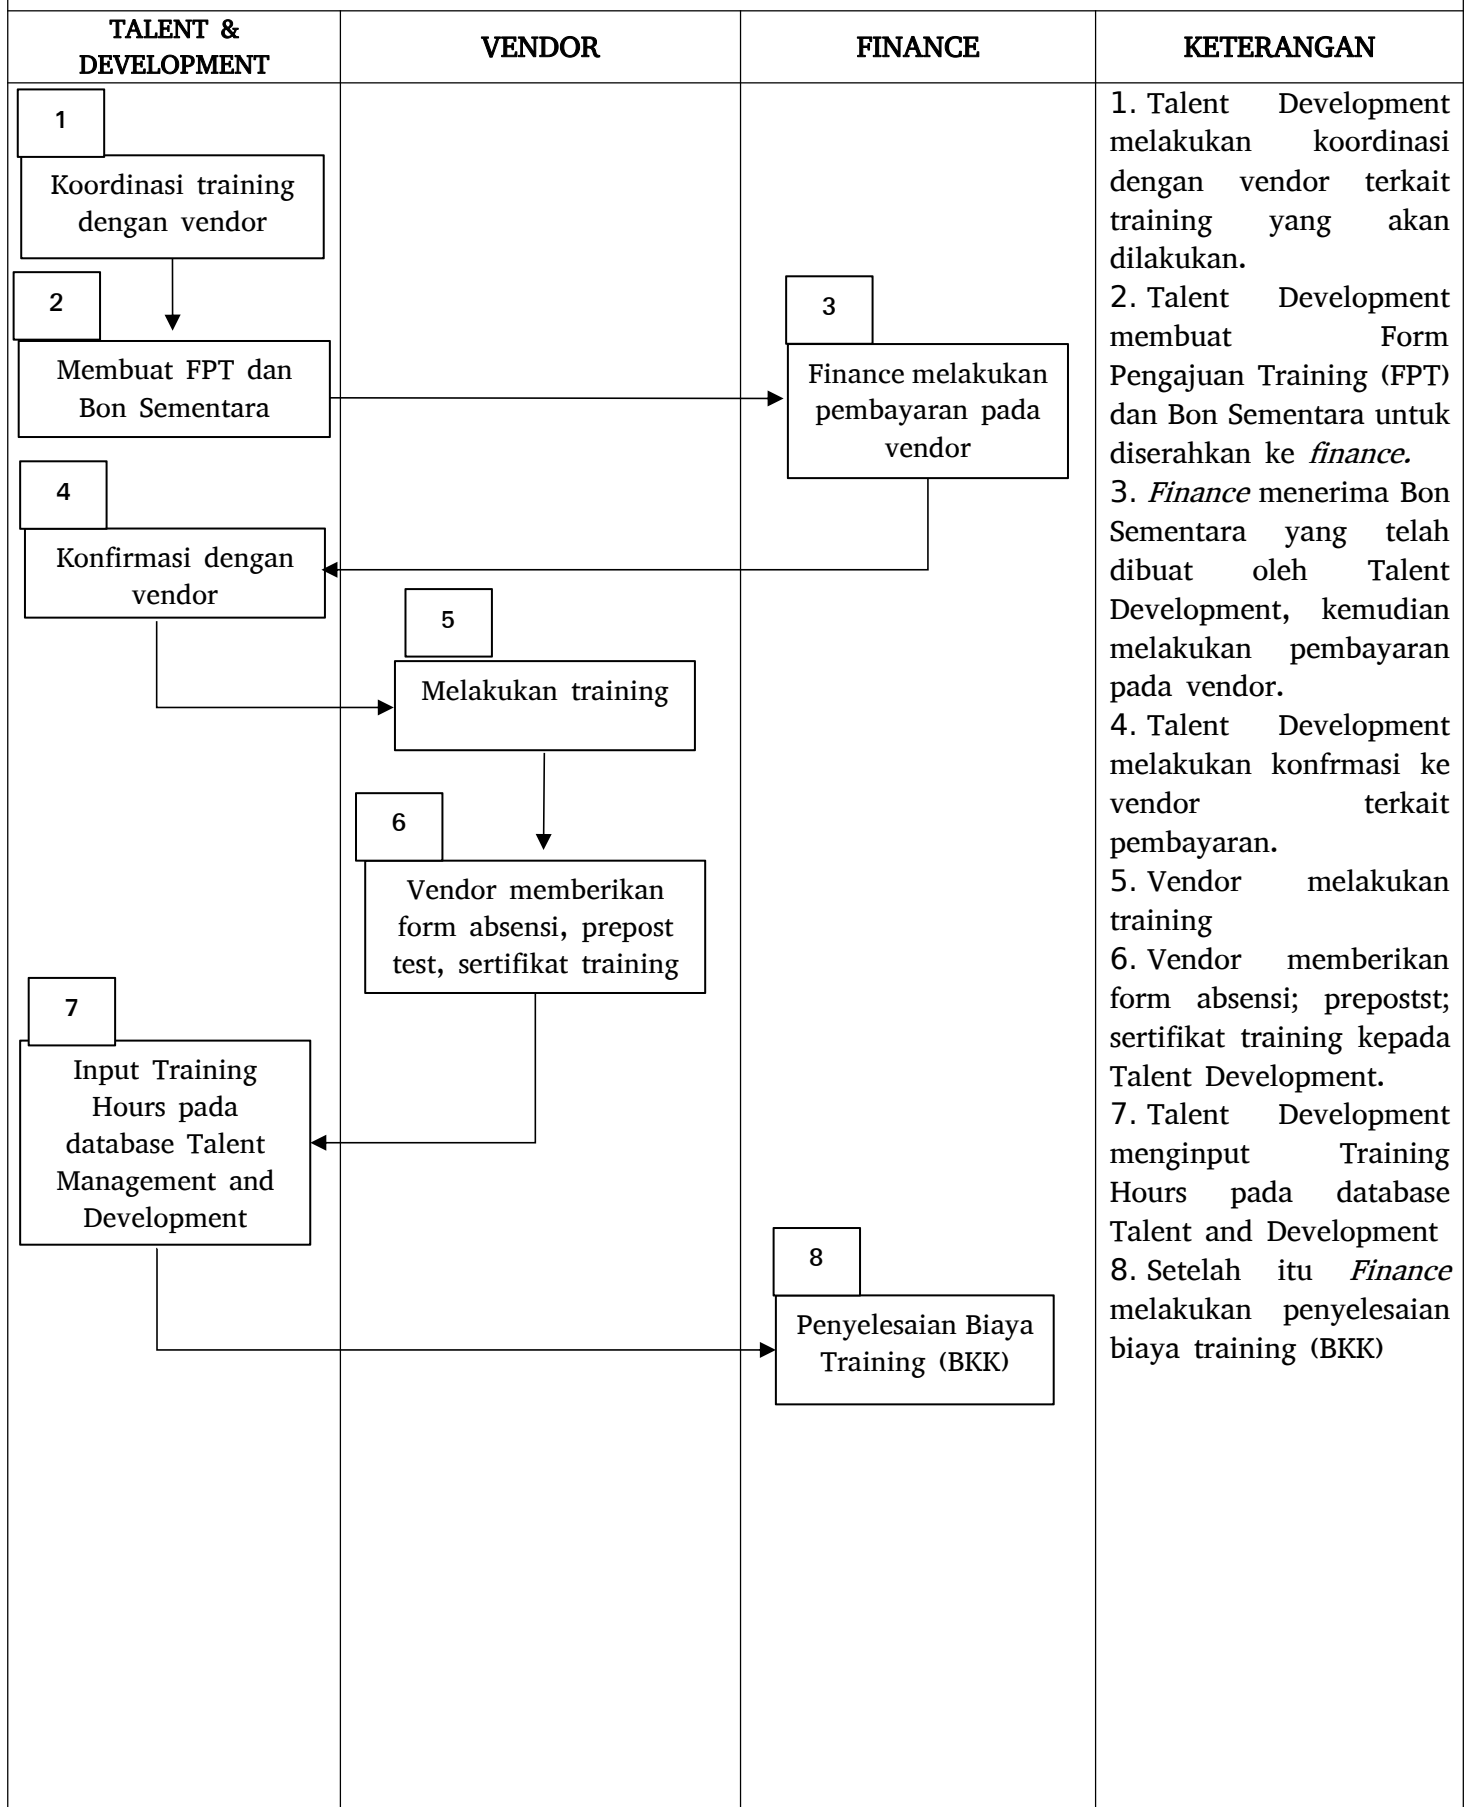 TALENT &
DEVELOPMENT
VENDOR
FINANCE
KETERANGAN
1
Koordinasi training
dengan vendor
2
Membuat FPT dan
Bon Sementara
3
Finance melakukan
pembayaran pada
vendor
4
Konfirmasi dengan
vendor
5
Melakukan training
6
Vendor memberikan
form absensi, prepost
test, sertifikat training
7
Input Training
Hours pada
database Talent
Management and
Development
8
Penyelesaian Biaya
Training (BKK)
1. Talent Development
melakukan koordinasi
dengan vendor terkait
training yang akan
dilakukan.
2. Talent Development
membuat Form
Pengajuan Training (FPT)
dan Bon Sementara untuk
diserahkan ke finance.
3. Finance menerima Bon
Sementara yang telah
dibuat oleh Talent
Development, kemudian
melakukan pembayaran
pada vendor.
4. Talent Development
melakukan konfrmasi ke
vendor terkait
pembayaran.
5. Vendor melakukan
training
6. Vendor memberikan
form absensi; prepostst;
sertifikat training kepada
Talent Development.
7. Talent Development
menginput Training
Hours pada database
Talent and Development
8. Setelah itu Finance
melakukan penyelesaian
biaya training (BKK)